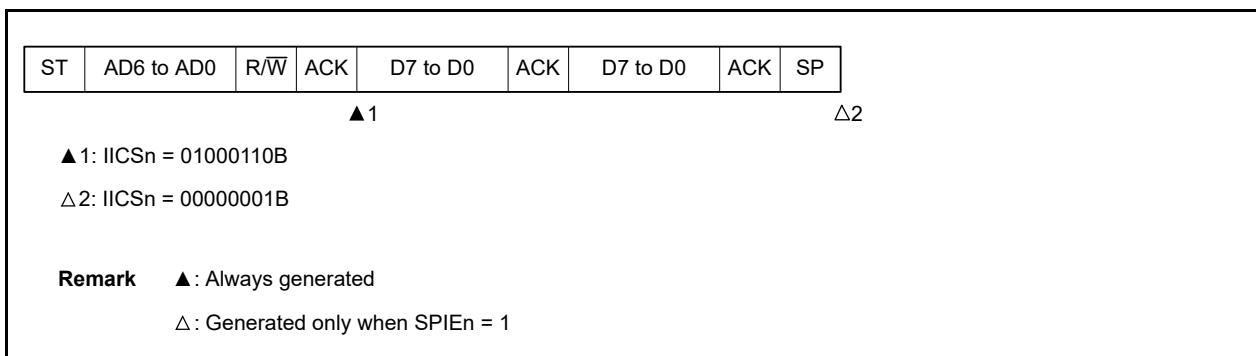 ST AD6 to AD0 R/W̅ ACK D7 to D0 ACK D7 to D0 ACK SP
▲1 △2
▲1: IICSn = 01000110B
△2: IICSn = 00000001B
Remark ▲: Always generated
△: Generated only when SPIEn = 1